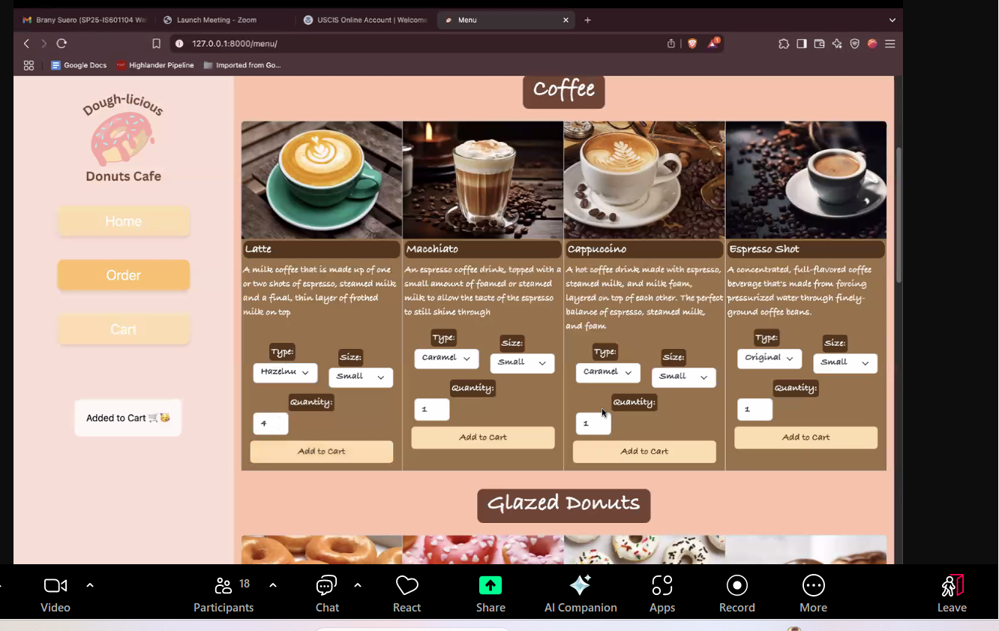 Brany Suero (SP25-IS601104 We
Launch Meeting - Zoom
USCIS Online Account | Welcome
Menu
127.0.0.1:8000/menu/
1
Google Docs
Highlander Pipeline
Imported from Go...
Dough-licious
Donuts Cafe
Home
Order
Cart
Added to Cart 🛒🥳
Coffee
Latte
A milk coffee that is made up of one
or two shots of espresso, steamed milk
and a final, thin layer of frothed
milk on top
Type:
Size:
Hazelnu
Small
Quantity:
4
Add to Cart
Macchiato
An espresso coffee drink, topped with a
small amount of foamed or steamed
milk to allow the taste of the espresso
to still shine through
Type:
Size:
Caramel
Small
Quantity:
1
Add to Cart
Cappuccino
A hot coffee drink made with espresso,
steamed milk, and milk foam,
layered on top of each other. The perfect
balance of espresso, steamed milk,
and foam
Type:
Size:
Caramel
Small
Quantity:
1
Add to Cart
Espresso Shot
A concentrated, full-flavored coffee
beverage that's made from forcing
pressurized water through finely-
ground coffee beans.
Type:
Size:
Original
Small
Quantity:
1
Add to Cart
Glazed Donuts
Video
Participants
18
Chat
React
Share
AI Companion
Apps
Record
More
Leave